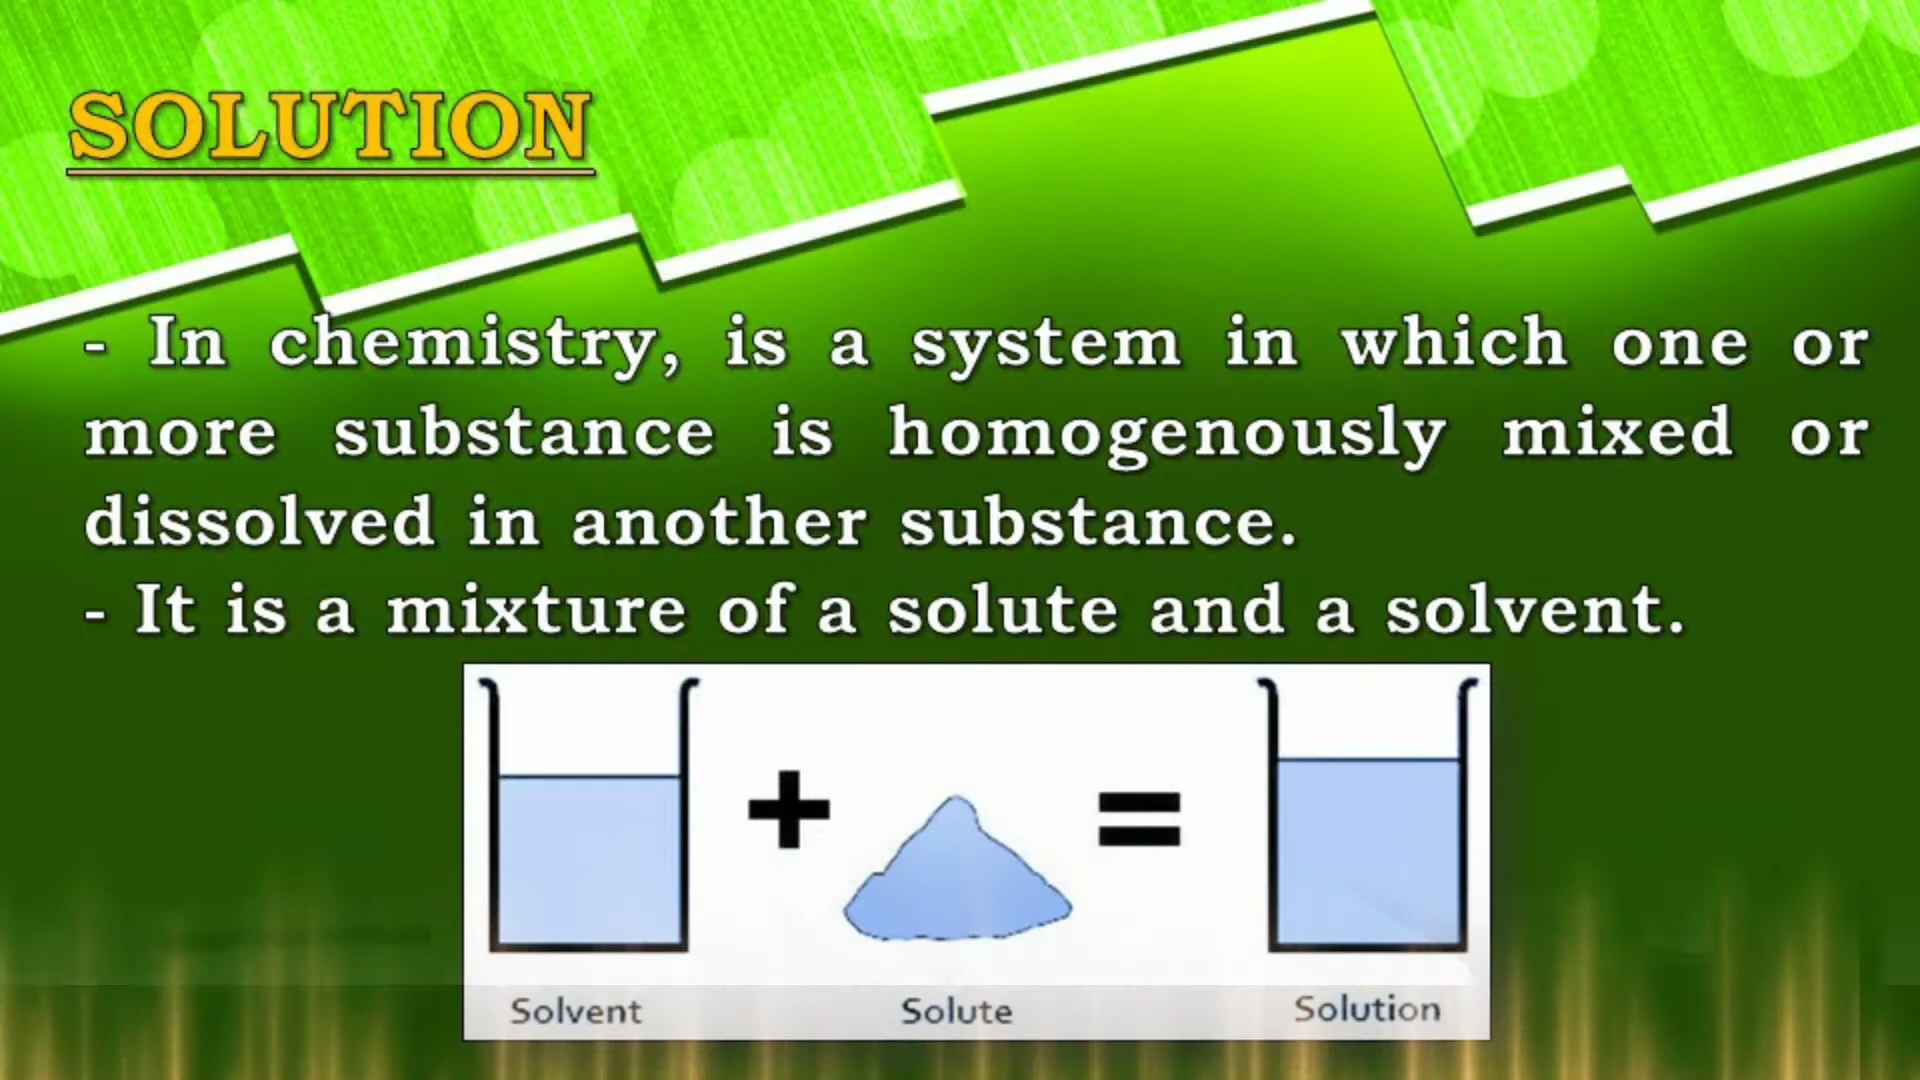 SOLUTION
- In chemistry, is a system in which one or
more substance is homogenously mixed or
dissolved in another substance.
- It is a mixture of a solute and a solvent.
+ =
Solvent Solute Solution